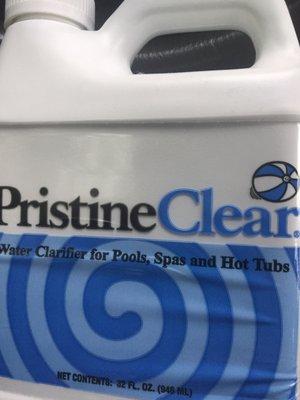 PristineClear®
Water Clarifier for Pools, Spas and Hot Tubs
NET CONTENTS: 32 FL. OZ. (946 ML)